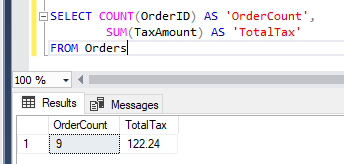 SELECT COUNT(OrderID) AS 'OrderCount',
SUM(TaxAmount) AS 'TotalTax'
FROM Orders
100 %
Results Messages
OrderCount TotalTax
1 9 122.24